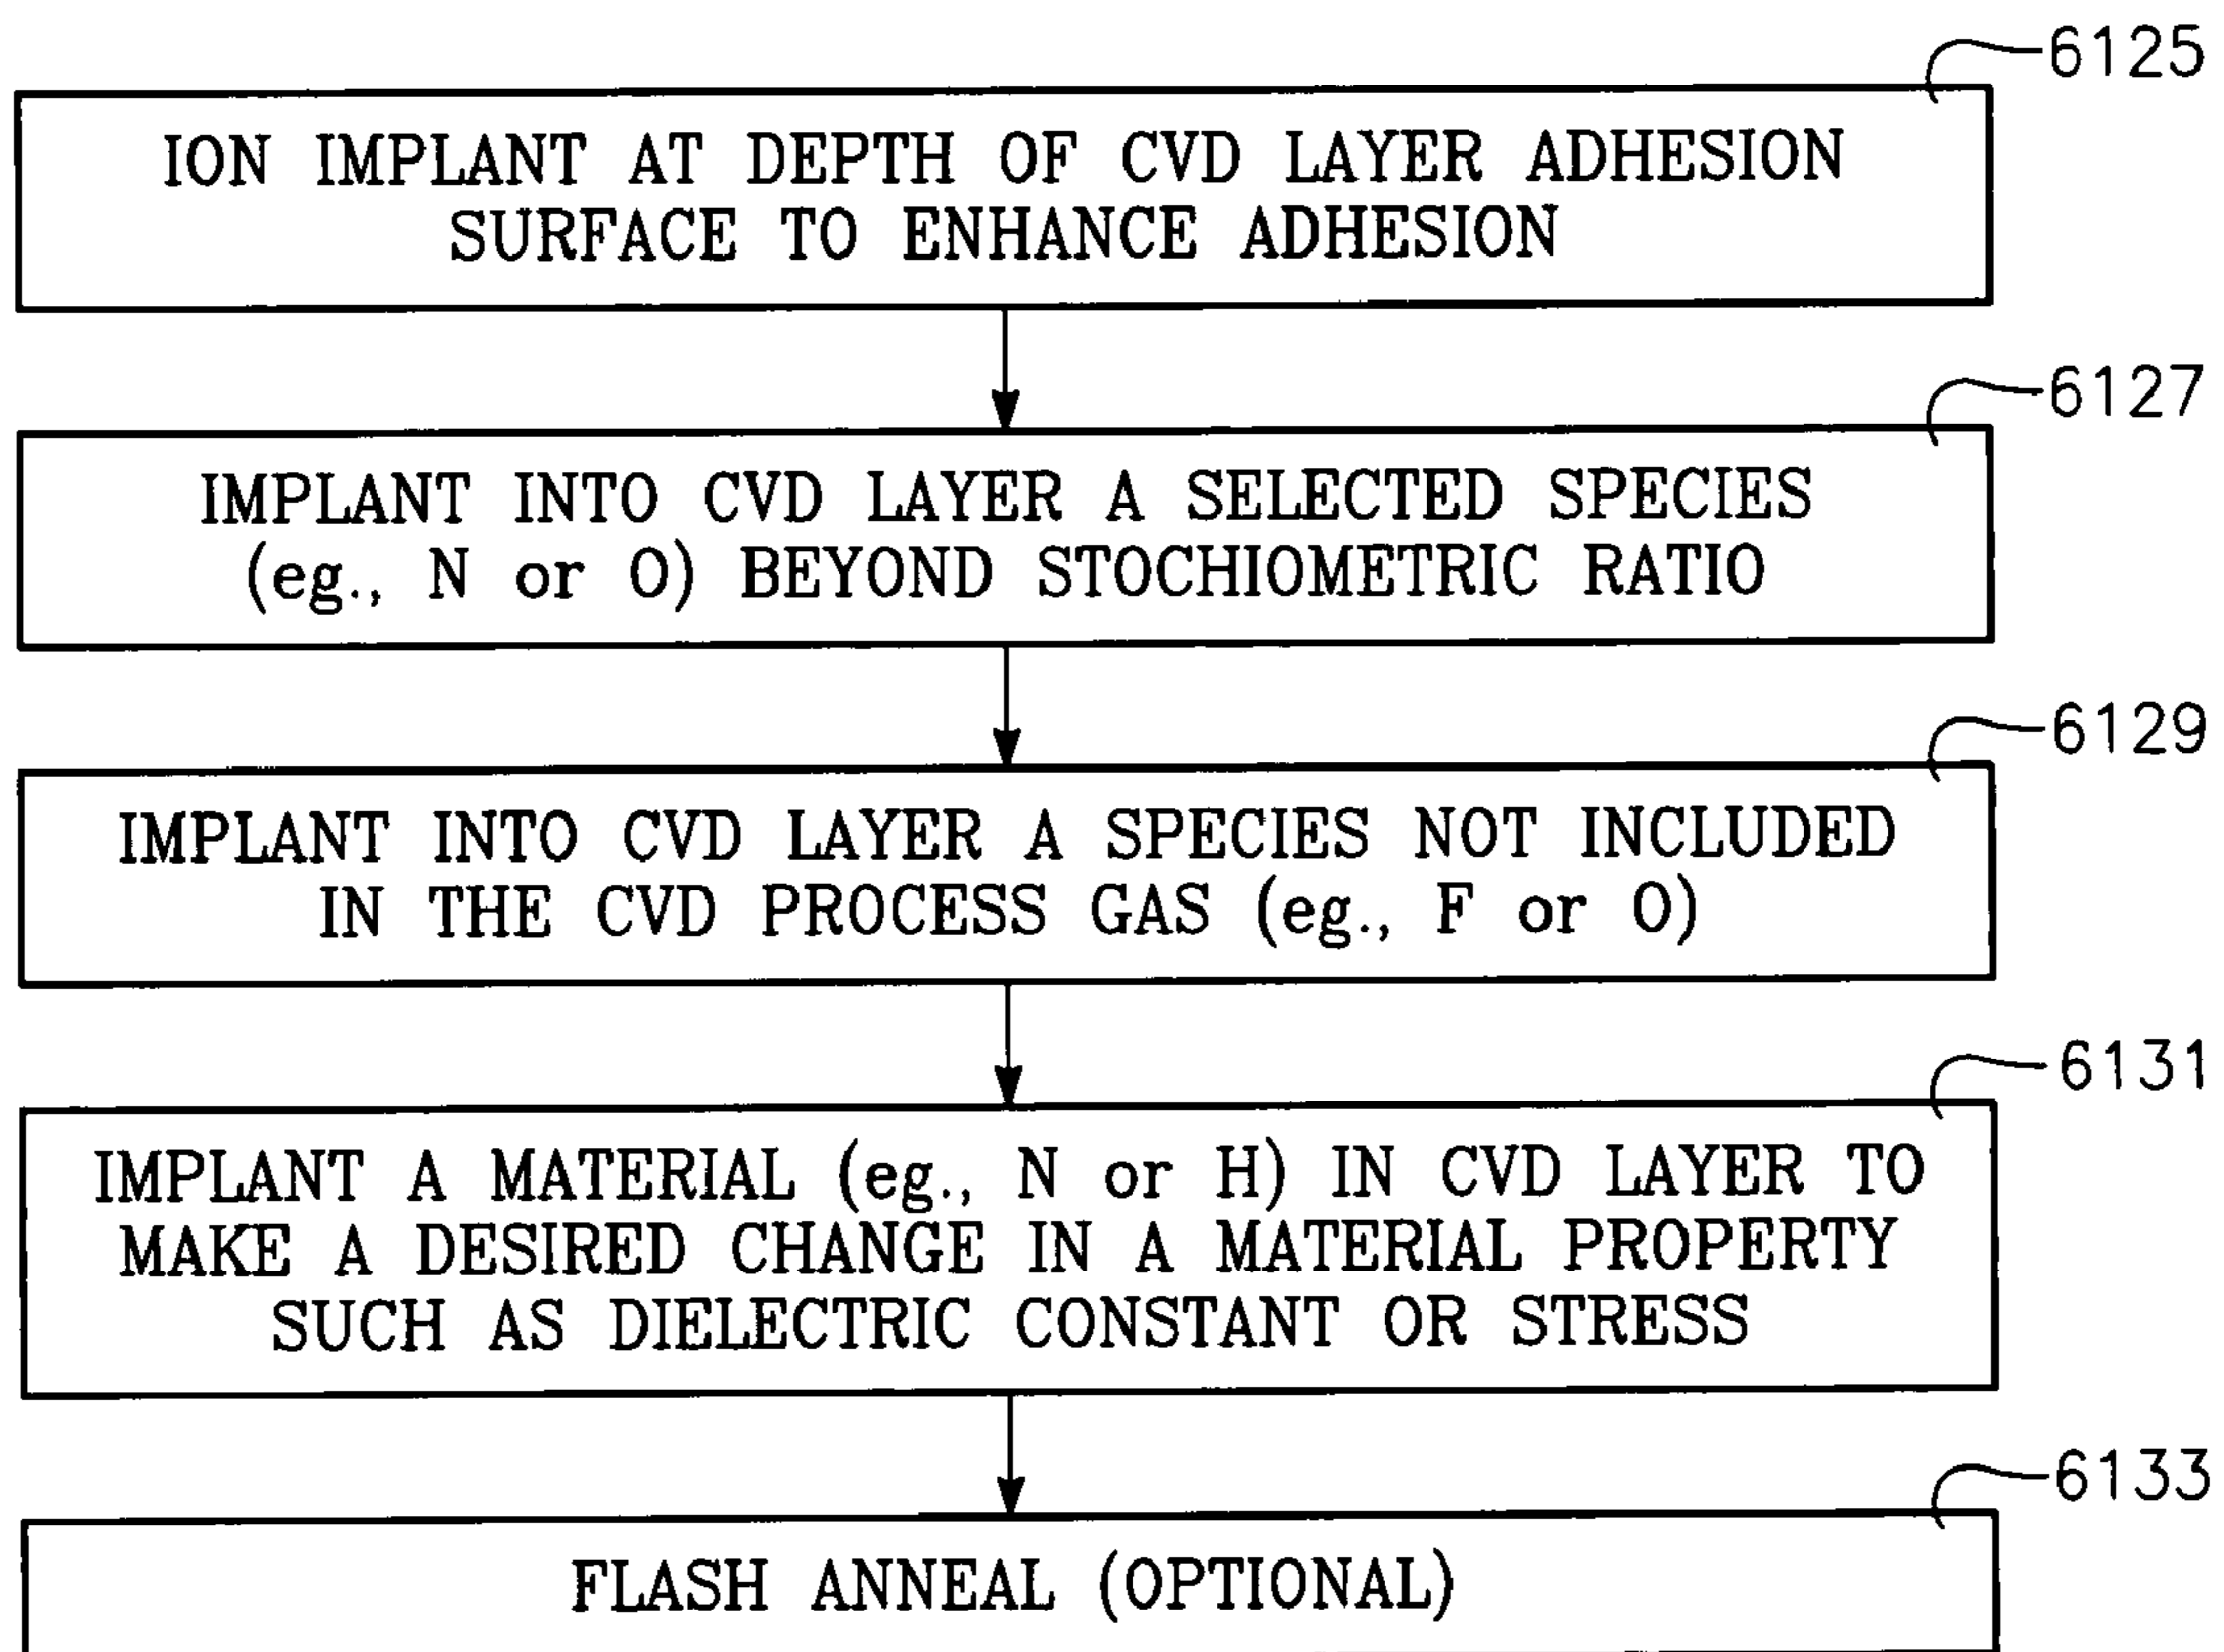 6125
ION IMPLANT AT DEPTH OF CVD LAYER ADHESION
SURFACE TO ENHANCE ADHESION
6127
IMPLANT INTO CVD LAYER A SELECTED SPECIES
(eg., N or O) BEYOND STOCHIOMETRIC RATIO
6129
IMPLANT INTO CVD LAYER A SPECIES NOT INCLUDED
IN THE CVD PROCESS GAS (eg., F or O)
6131
IMPLANT A MATERIAL (eg., N or H) IN CVD LAYER TO
MAKE A DESIRED CHANGE IN A MATERIAL PROPERTY
SUCH AS DIELECTRIC CONSTANT OR STRESS
6133
FLASH ANNEAL (OPTIONAL)